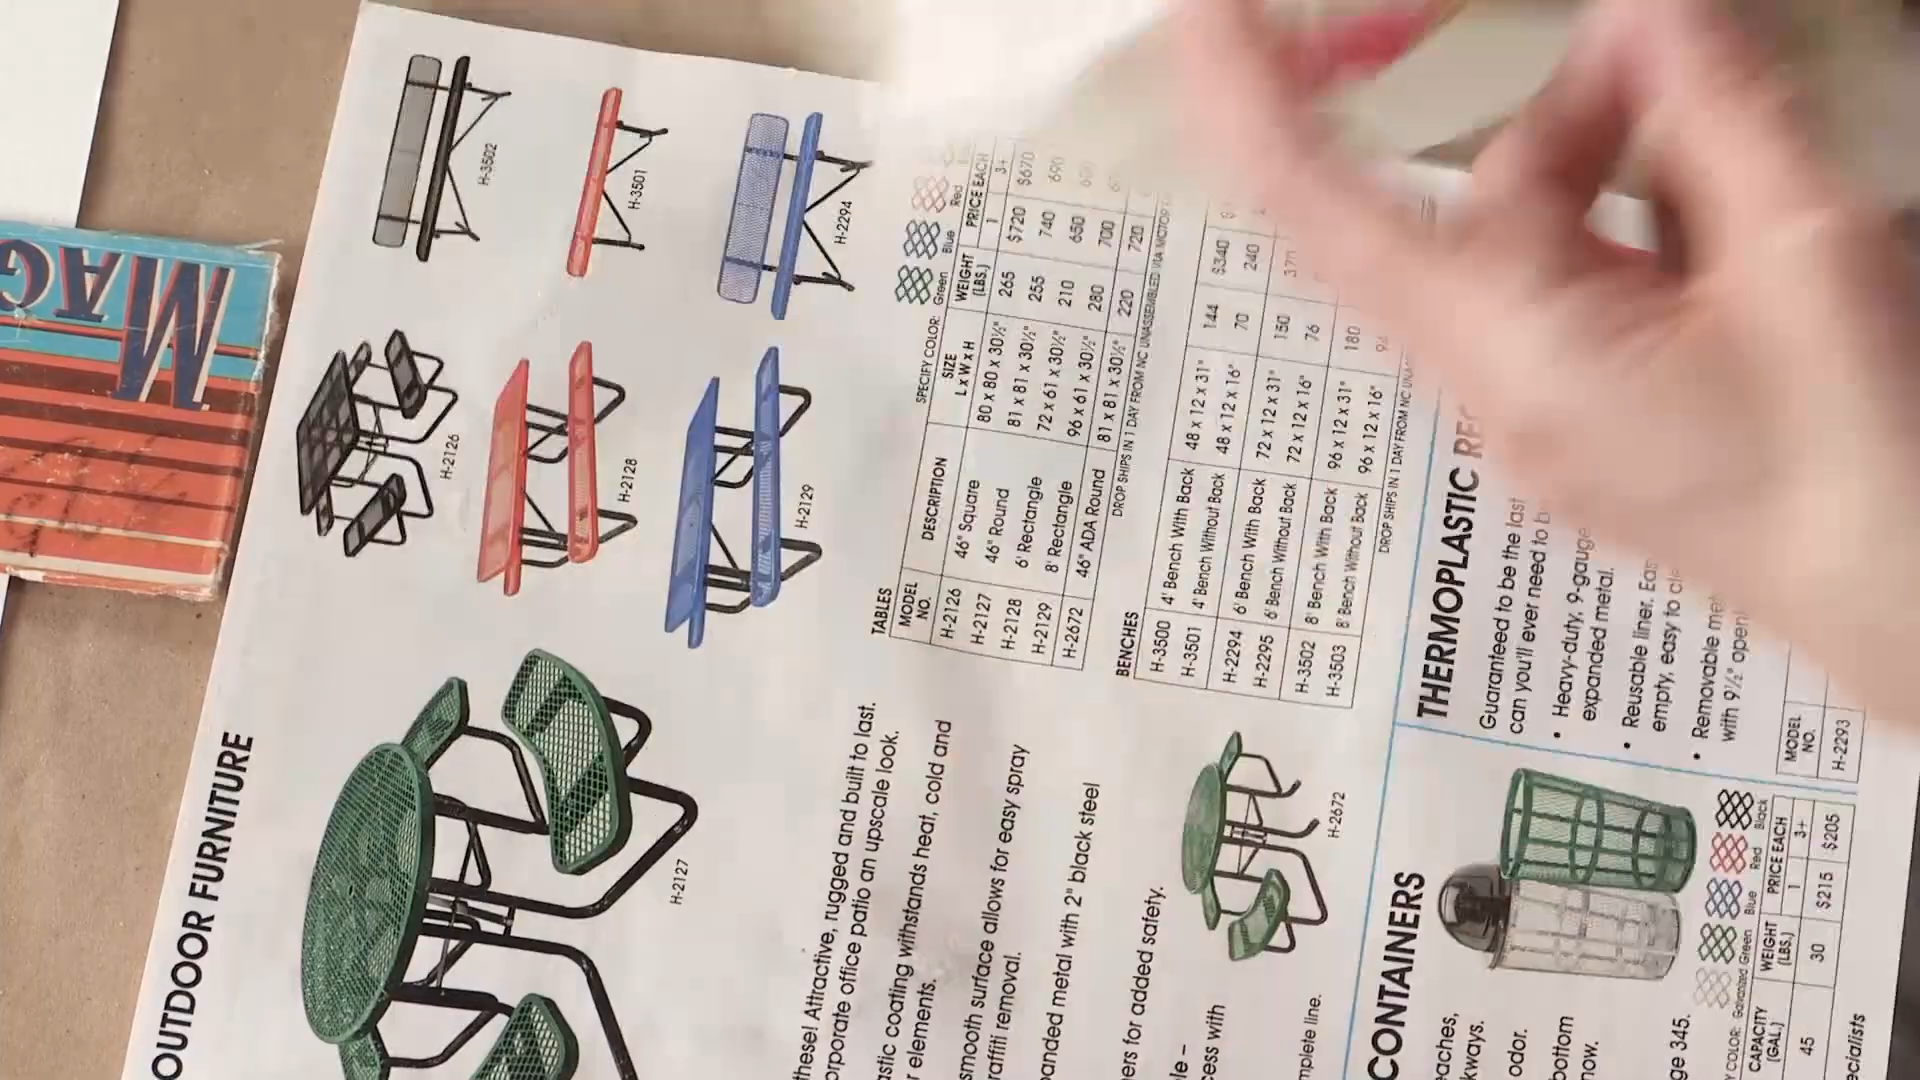 MAG
OUTDOOR FURNITURE
H-3502
H-3501
H-2294
H-2126
H-2128
H-2129
H-2127
these! Attractive, rugged and built to last.
orporate office patio an upscale look.
astic coating withstands heat, cold and
r elements.
smooth surface allows for easy spray
raffiti removal.
panded metal with 2" black steel
ers for added safety.
le –
cess with
mplete line.
H-2672
TABLES
SPECIFY COLOR: Green Blue Red
MODEL NO. DESCRIPTION SIZE L x W x H WEIGHT (LBS.) PRICE EACH 1 3+
H-2126 46" Square 80 x 80 x 30½" 265 $720 $670
H-2127 46" Round 81 x 81 x 30½" 255 740 690
H-2128 6' Rectangle 72 x 61 x 30½" 210 650
H-2129 8' Rectangle 96 x 61 x 30½" 280 700
H-2672 46" ADA Round 81 x 81 x 30½" 220 720
DROP SHIPS IN 1 DAY FROM NC UNASSEMBLED VIA MOTOR
BENCHES
H-3500 4' Bench With Back 48 x 12 x 31" 144 $340
H-3501 4' Bench Without Back 48 x 12 x 16" 70 240
H-2294 6' Bench With Back 72 x 12 x 31" 150 370
H-2295 6' Bench Without Back 72 x 12 x 16" 76
H-3502 8' Bench With Back 96 x 12 x 31" 180
H-3503 8' Bench Without Back 96 x 12 x 16"
DROP SHIPS IN 1 DAY FROM NC
CONTAINERS
eaches,
kways.
odor.
bottom
now.
ge 345.
Y COLOR: Galvanized Green Blue Red Black
CAPACITY (GAL.) WEIGHT (LBS.) PRICE EACH 1 3+
45 30 $215 $205
ecialists
THERMOPLASTIC REC
Guaranteed to be the last
can you'll ever need to b
• Heavy-duty, 9-gauge
expanded metal.
• Reusable liner. Eas
empty, easy to cle
• Removable met
with 9½" openi
MODEL NO.
H-2293